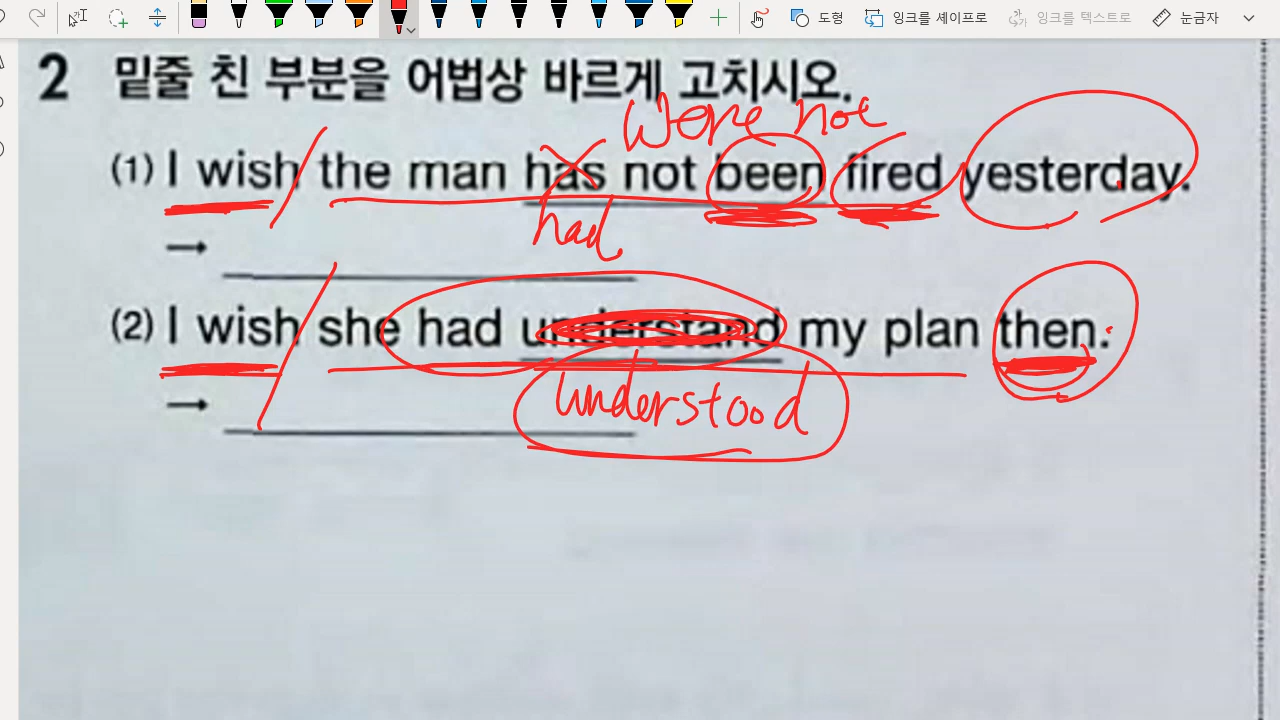 도형 잉크를 셰이프로 잉크를 텍스트로 눈금자
2 밑줄 친 부분을 어법상 바르게 고치시오.
were not
(1) I wish the man has not been fired yesterday.
had
→
(2) I wish she had understand my plan then.
→
understood